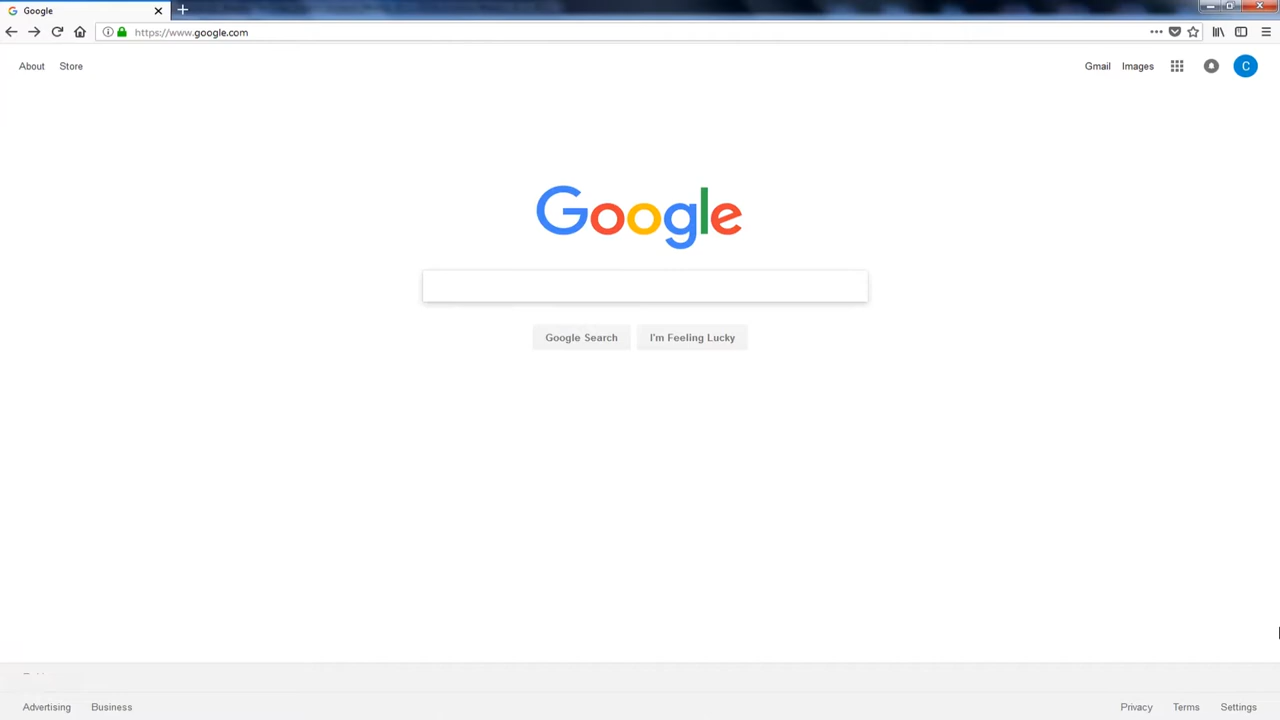 Google
https://www.google.com
About Store
Gmail Images C
Google
Google Search I'm Feeling Lucky
Advertising Business
Privacy Terms Settings